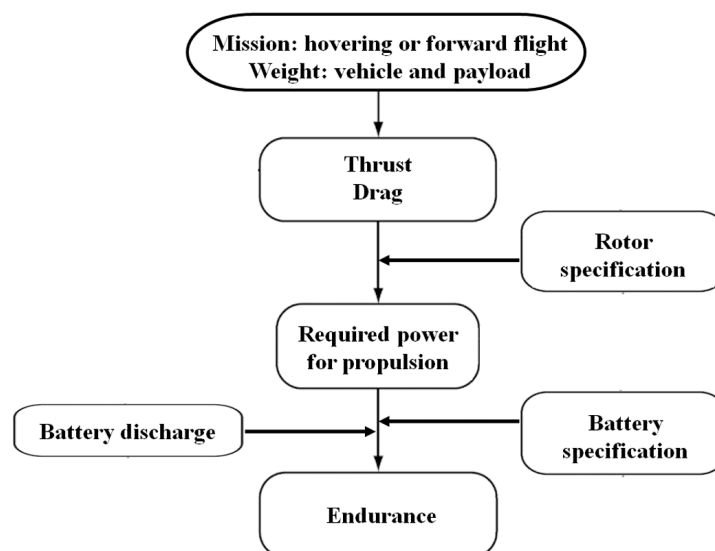 Mission: hovering or forward flight
Weight: vehicle and payload
Thrust
Drag
Rotor
specification
Required power
for propulsion
Battery discharge
Battery
specification
Endurance